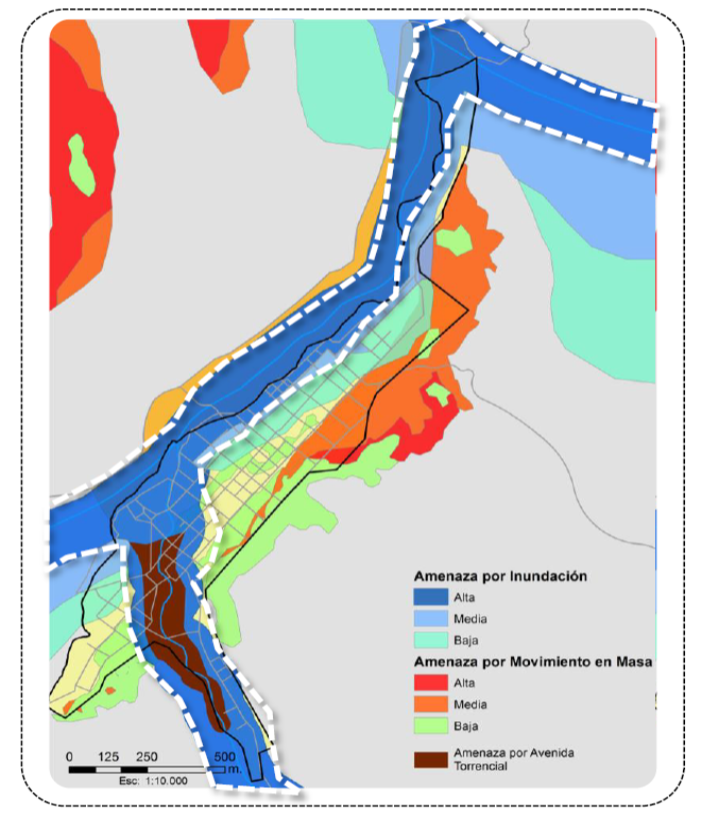 Amenaza por Inundación
Alta
Media
Baja
Amenaza por Movimiento en Masa
Alta
Media
Baja
Amenaza por Avenida
Torrencial
0 125 250 500
m.
Esc: 1:10.000